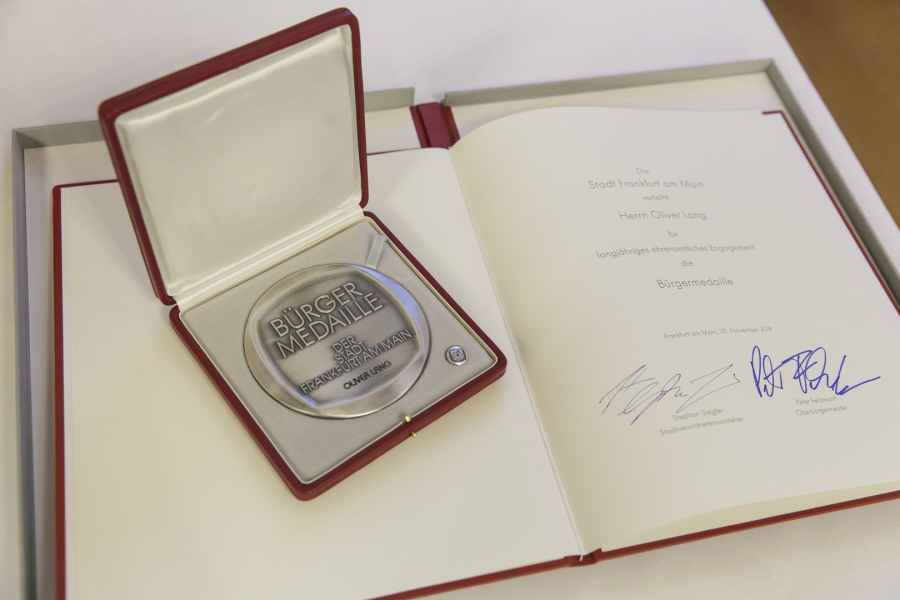 BÜRGER
MEDAILLE
DER
STADT
FRANKFURT AM MAIN
OLIVER LANG
Die
Stadt Frankfurt am Main
verleiht
Herrn Oliver Lang
für
langjähriges ehrenamtliches Engagement
die
Bürgermedaille
Frankfurt am Main, 30. November 2018
Stephan Siegler
Stadtverordnetenvorsteher
Peter Feldmann
Oberbürgermeister